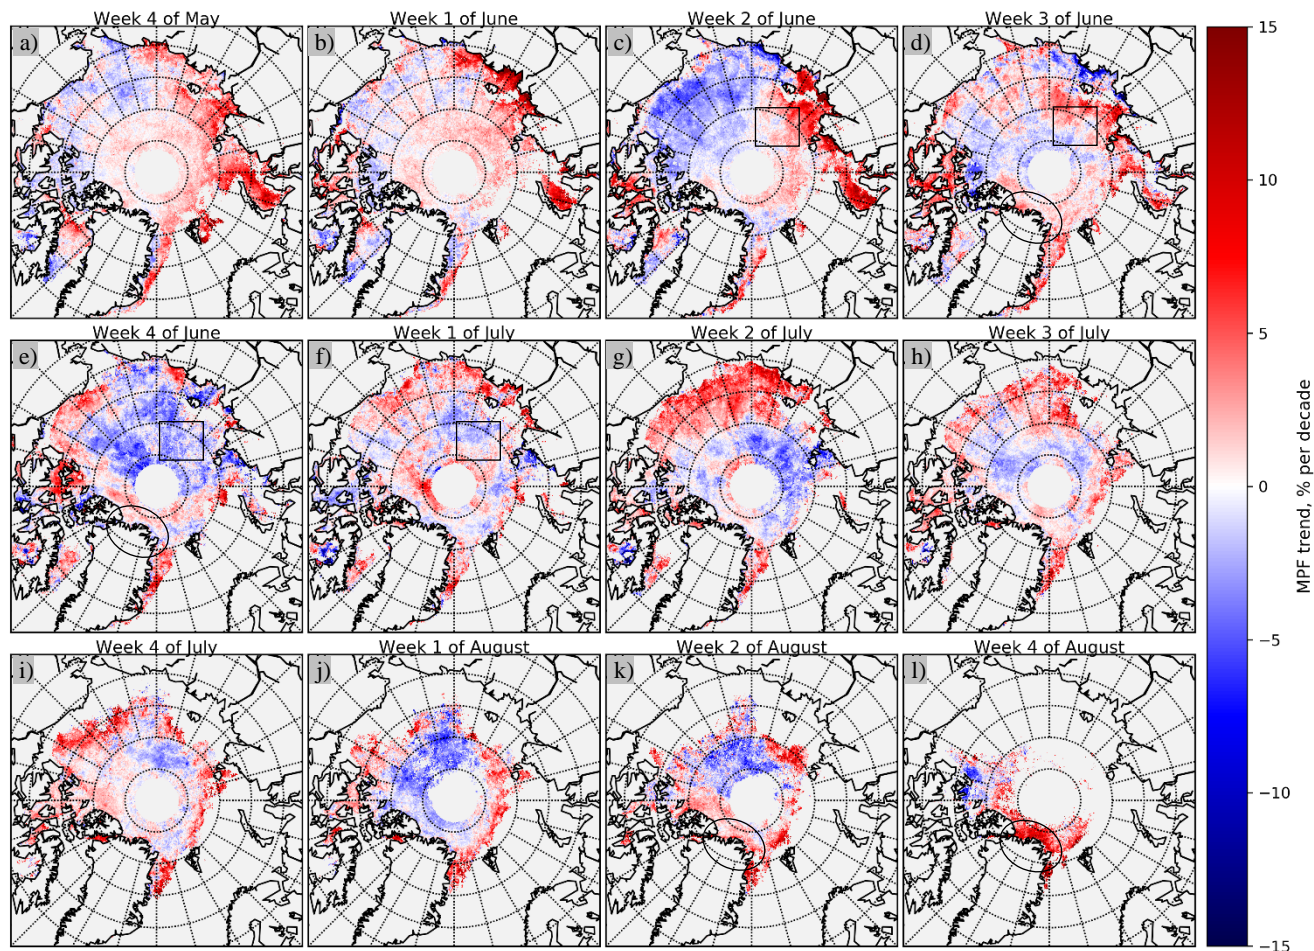 Week 4 of May
Week 1 of June
Week 2 of June
Week 3 of June
a)
b)
c)
d)
Week 4 of June
Week 1 of July
Week 2 of July
Week 3 of July
e)
f)
g)
h)
Week 4 of July
Week 1 of August
Week 2 of August
Week 4 of August
i)
j)
k)
l)
15
10
5
0
−5
−10
−15
MPF trend, % per decade